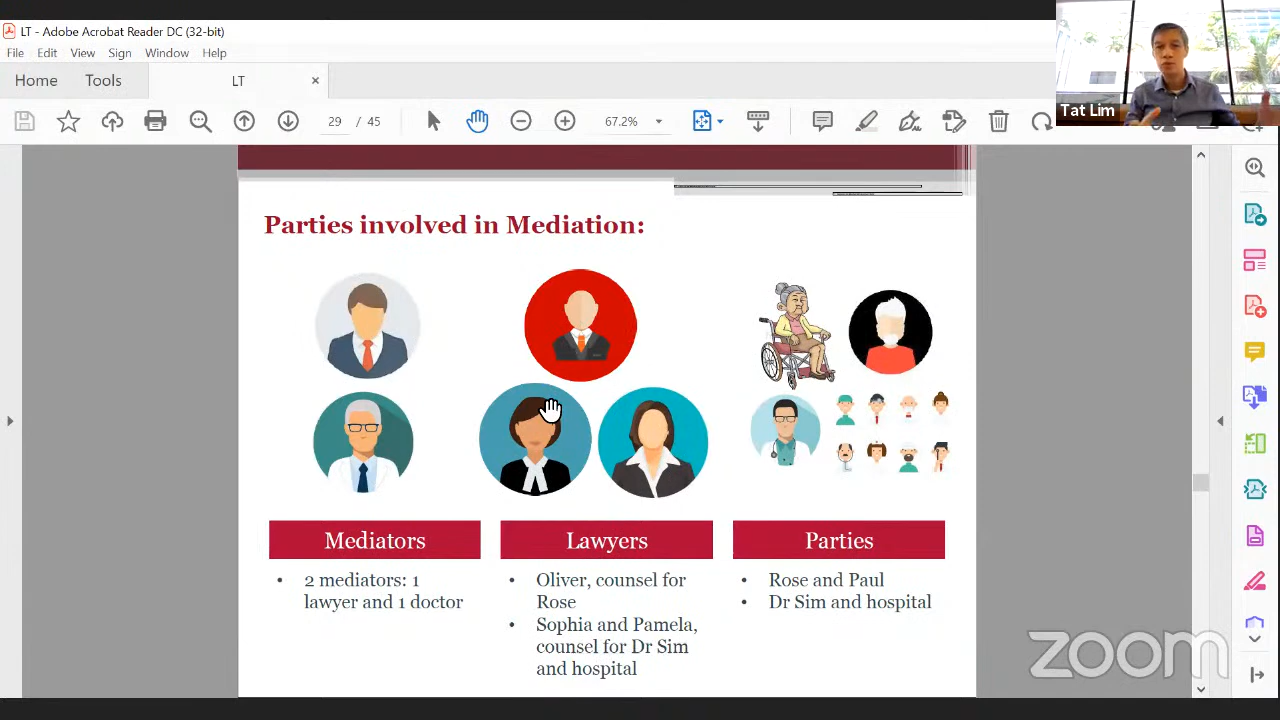 LT - Adobe Acrobat Reader DC (32-bit)
File Edit View Sign Window Help
Home Tools LT ×
29 / 45 67.2%
Tat Lim
Parties involved in Mediation:
Mediators
• 2 mediators: 1
lawyer and 1 doctor
Lawyers
• Oliver, counsel for
Rose
• Sophia and Pamela,
counsel for Dr Sim
and hospital
Parties
• Rose and Paul
• Dr Sim and hospital
zoom